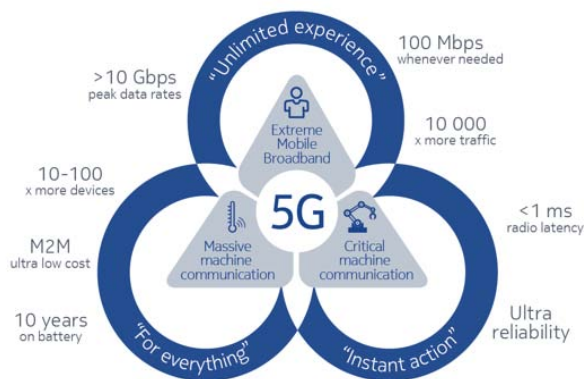 "Unlimited experience"
>10 Gbps
peak data rates
100 Mbps
whenever needed
10 000
x more traffic
Extreme
Mobile
Broadband
5G
10-100
x more devices
M2M
ultra low cost
10 years
on battery
Massive
machine
communication
"For everything"
Critical
machine
communication
<1 ms
radio latency
Ultra
reliability
"Instant action"